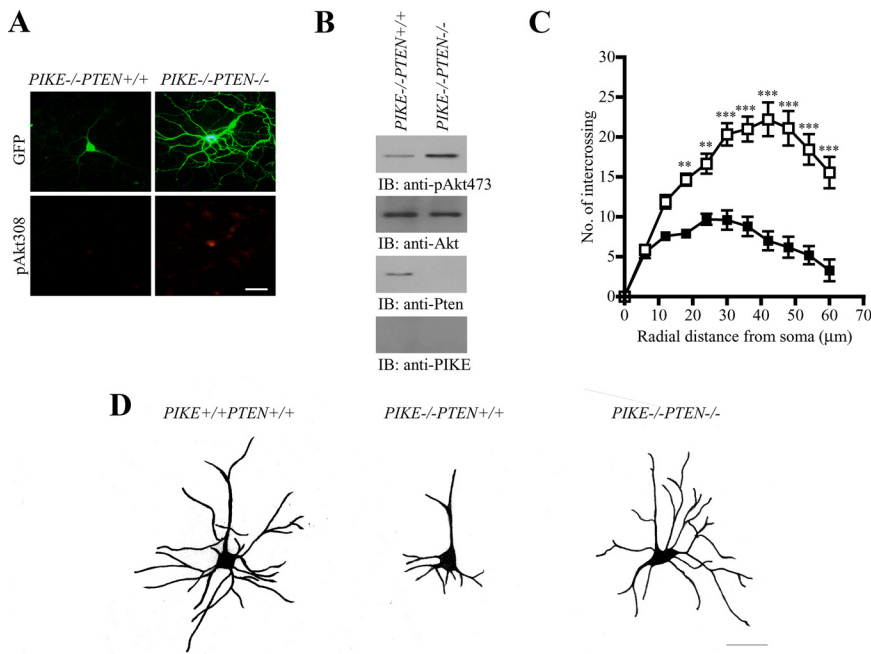 A
PIKE-/-PTEN+/+ PIKE-/-PTEN-/-
GFP
pAkt308
B
PIKE-/-PTEN+/+
PIKE-/-PTEN-/-
IB: anti-pAkt473
IB: anti-Akt
IB: anti-Pten
IB: anti-PIKE
C
No. of intercrossing
30
25
20
15
10
5
0
** ** *** *** *** *** *** ***
0 10 20 30 40 50 60 70
Radial distance from soma (μm)
D
PIKE+/+PTEN+/+ PIKE-/-PTEN+/+ PIKE-/-PTEN-/-